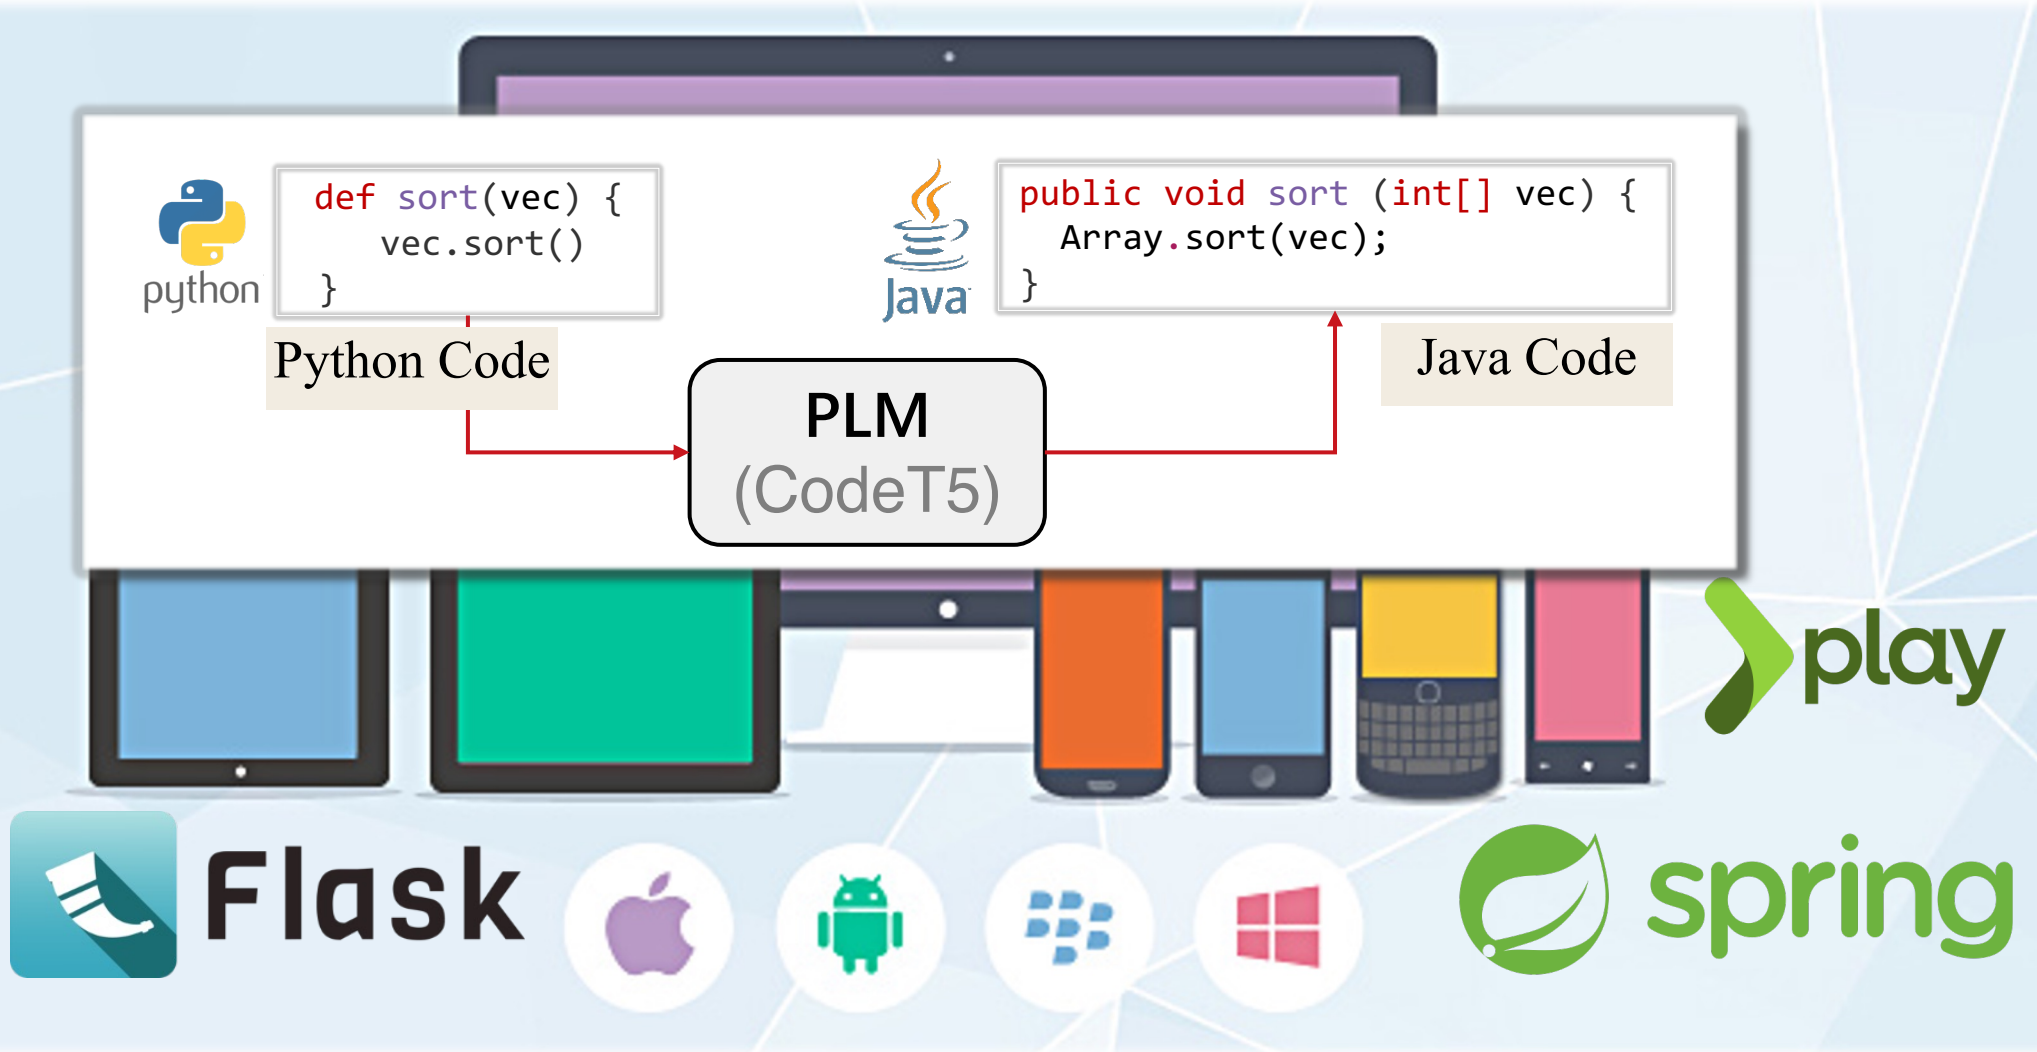 def sort(vec) {
vec.sort()
}
python
Python Code
public void sort (int[] vec) {
Array.sort(vec);
}
Java
Java Code
PLM
(CodeT5)
play
Flask
spring